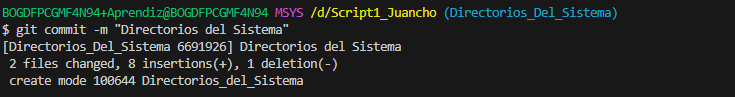 BOGDFPCGMF4N94+Aprendiz@BOGDFPCGMF4N94 MSYS /d/Script1_Juancho (Directorios_Del_Sistema)
$ git commit -m "Directorios del Sistema"
[Directorios_Del_Sistema 6691926] Directorios del Sistema
 2 files changed, 8 insertions(+), 1 deletion(-)
 create mode 100644 Directorios_del_Sistema